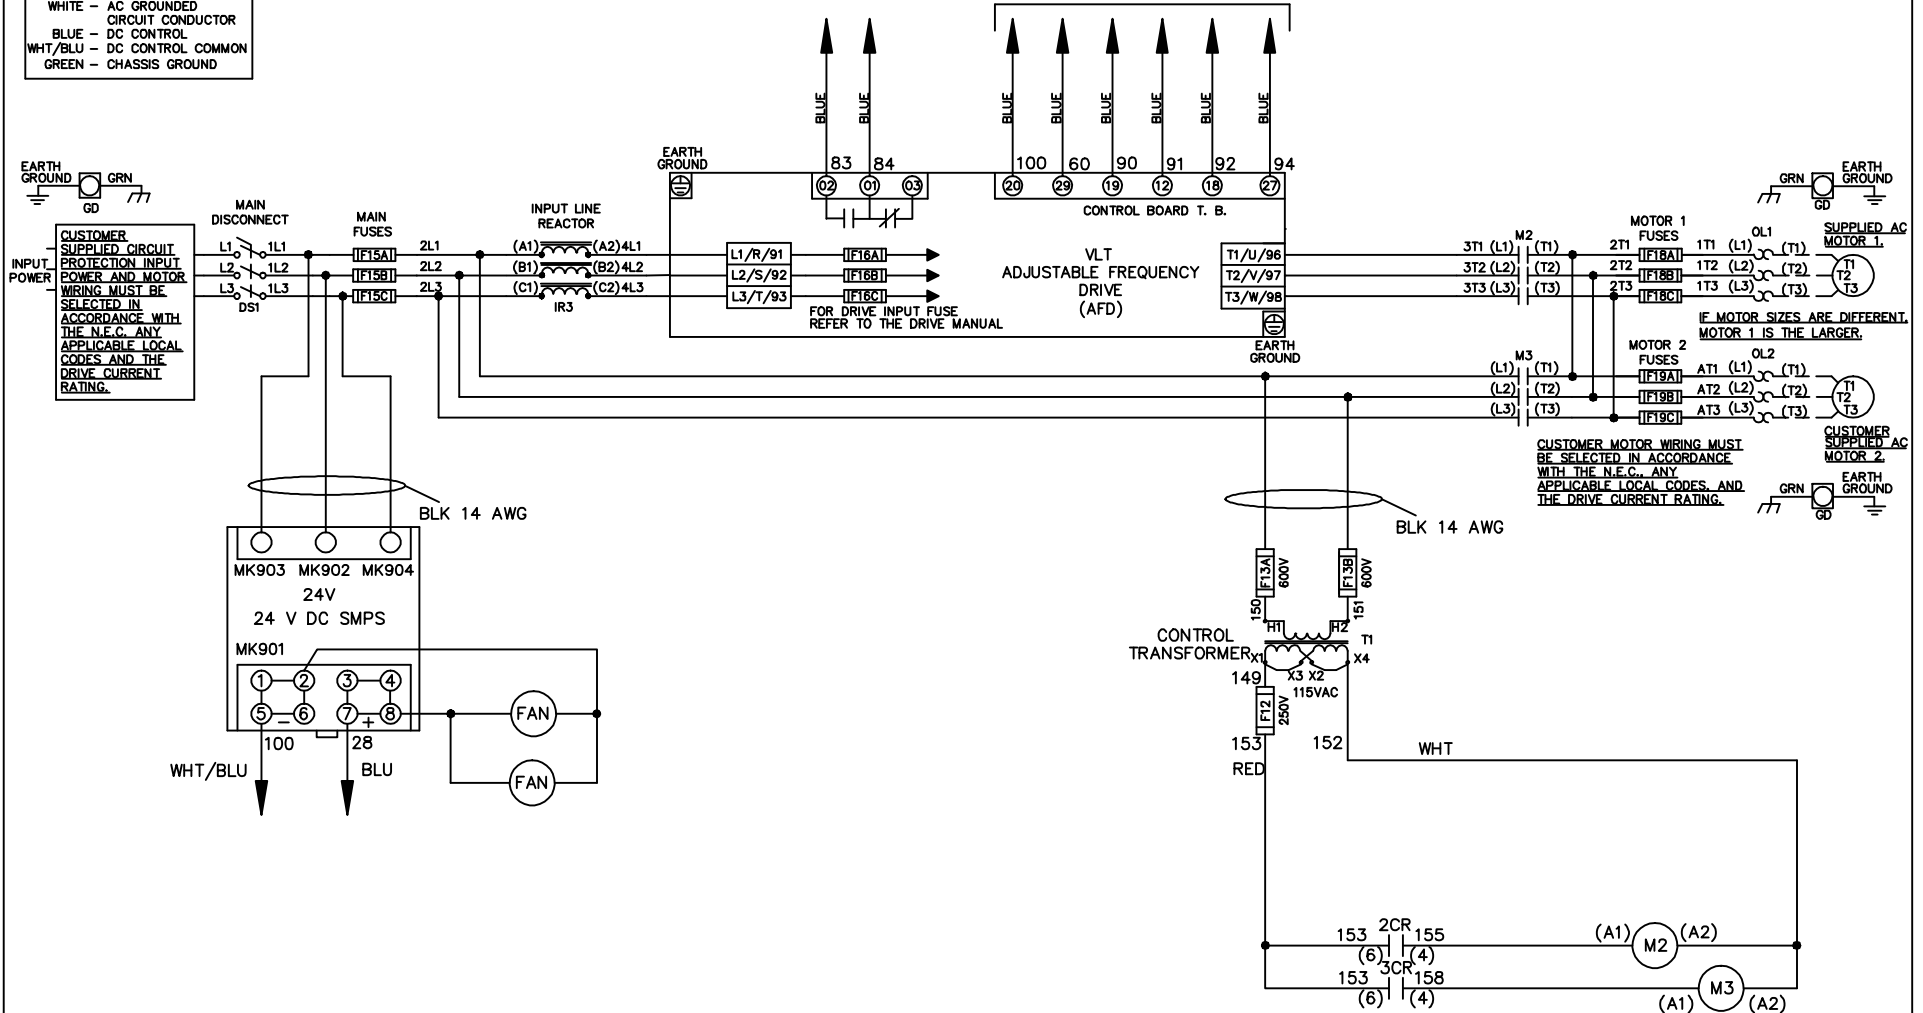 WHITE – AC GROUNDED
CIRCUIT CONDUCTOR
BLUE – DC CONTROL
WHT/BLU – DC CONTROL COMMON
GREEN – CHASSIS GROUND
BLUE
BLUE
BLUE
BLUE
BLUE
BLUE
BLUE
BLUE
83
84
100
60
90
91
92
94
02
01
03
20
29
19
12
18
27
CONTROL BOARD T. B.
EARTH
GROUND
EARTH
GROUND
GRN
GD
INPUT
POWER
CUSTOMER
SUPPLIED CIRCUIT
PROTECTION INPUT
POWER AND MOTOR
WIRING MUST BE
SELECTED IN
ACCORDANCE WITH
THE N.E.C. ANY
APPLICABLE LOCAL
CODES AND THE
DRIVE CURRENT
RATING.
MAIN
DISCONNECT
L1
1L1
L2
1L2
L3
1L3
DS1
MAIN
FUSES
F15A
F15B
F15C
2L1
2L2
2L3
INPUT LINE
REACTOR
(A1)
(A2)
4L1
(B1)
(B2)
4L2
(C1)
(C2)
4L3
IR3
L1/R/91
L2/S/92
L3/T/93
F16A
F16B
F16C
FOR DRIVE INPUT FUSE
REFER TO THE DRIVE MANUAL
VLT
ADJUSTABLE FREQUENCY
DRIVE
(AFD)
T1/U/96
T2/V/97
T3/W/98
EARTH
GROUND
3T1 (L1)
M2
(T1)
3T2 (L2)
(T2)
3T3 (L3)
(T3)
MOTOR 1
FUSES
2T1
F18A
1T1 (L1)
2T2
F18B
1T2 (L2)
2T3
F18C
1T3 (L3)
OL1
(T1)
(T2)
(T3)
GRN
GD
EARTH
GROUND
SUPPLIED AC
MOTOR 1.
T1
T2
T3
IF MOTOR SIZES ARE DIFFERENT,
MOTOR 1 IS THE LARGER.
M3
(L1)
(T1)
(L2)
(T2)
(L3)
(T3)
MOTOR 2
FUSES
F19A
F19B
F19C
AT1 (L1)
AT2 (L2)
AT3 (L3)
OL2
(T1)
(T2)
(T3)
T1
T2
T3
CUSTOMER
SUPPLIED AC
MOTOR 2.
CUSTOMER MOTOR WIRING MUST
BE SELECTED IN ACCORDANCE
WITH THE N.E.C., ANY
APPLICABLE LOCAL CODES, AND
THE DRIVE CURRENT RATING.
GRN
GD
EARTH
GROUND
BLK 14 AWG
MK903
MK902
MK904
24V
24 V DC SMPS
MK901
1
2
3
4
5
–
6
7
+
8
100
28
WHT/BLU
BLU
FAN
FAN
BLK 14 AWG
F13A
600V
F13B
600V
150
151
H1
H2
T1
CONTROL
TRANSFORMER
X1
X3 X2
X4
115VAC
149
F12
250V
153
RED
152
WHT
153
2CR
155
(6)
(4)
(A1)
M2
(A2)
153
3CR
158
(6)
(4)
(A1)
M3
(A2)